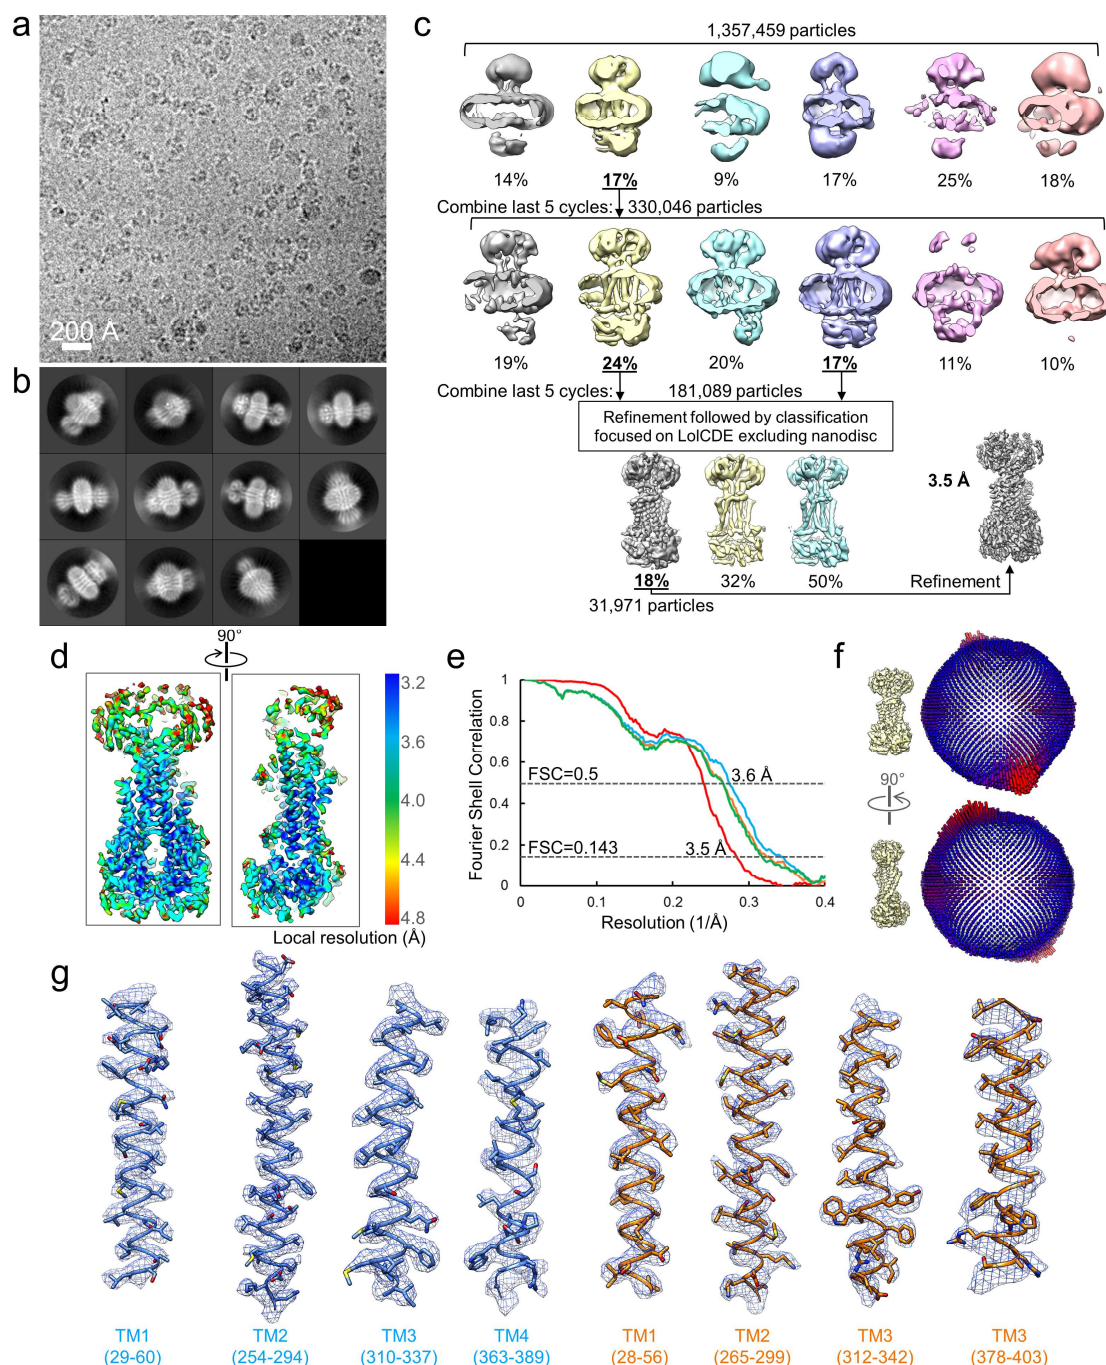 a
200 Å
b
c
1,357,459 particles
14%
17%
9%
17%
25%
18%
Combine last 5 cycles: 330,046 particles
19%
24%
20%
17%
11%
10%
Combine last 5 cycles: 181,089 particles
Refinement followed by classification
focused on LolCDE excluding nanodisc
3.5 Å
18%
32%
50%
Refinement
31,971 particles
d
90°
3.2
3.6
4.0
4.4
4.8
Local resolution (Å)
e
Fourier Shell Correlation
1
0.8
0.6
0.4
0.2
0
FSC=0.5
3.6 Å
FSC=0.143
3.5 Å
0
0.1
0.2
0.3
0.4
Resolution (1/Å)
f
90°
g
TM1
(29-60)
TM2
(254-294)
TM3
(310-337)
TM4
(363-389)
TM1
(28-56)
TM2
(265-299)
TM3
(312-342)
TM3
(378-403)